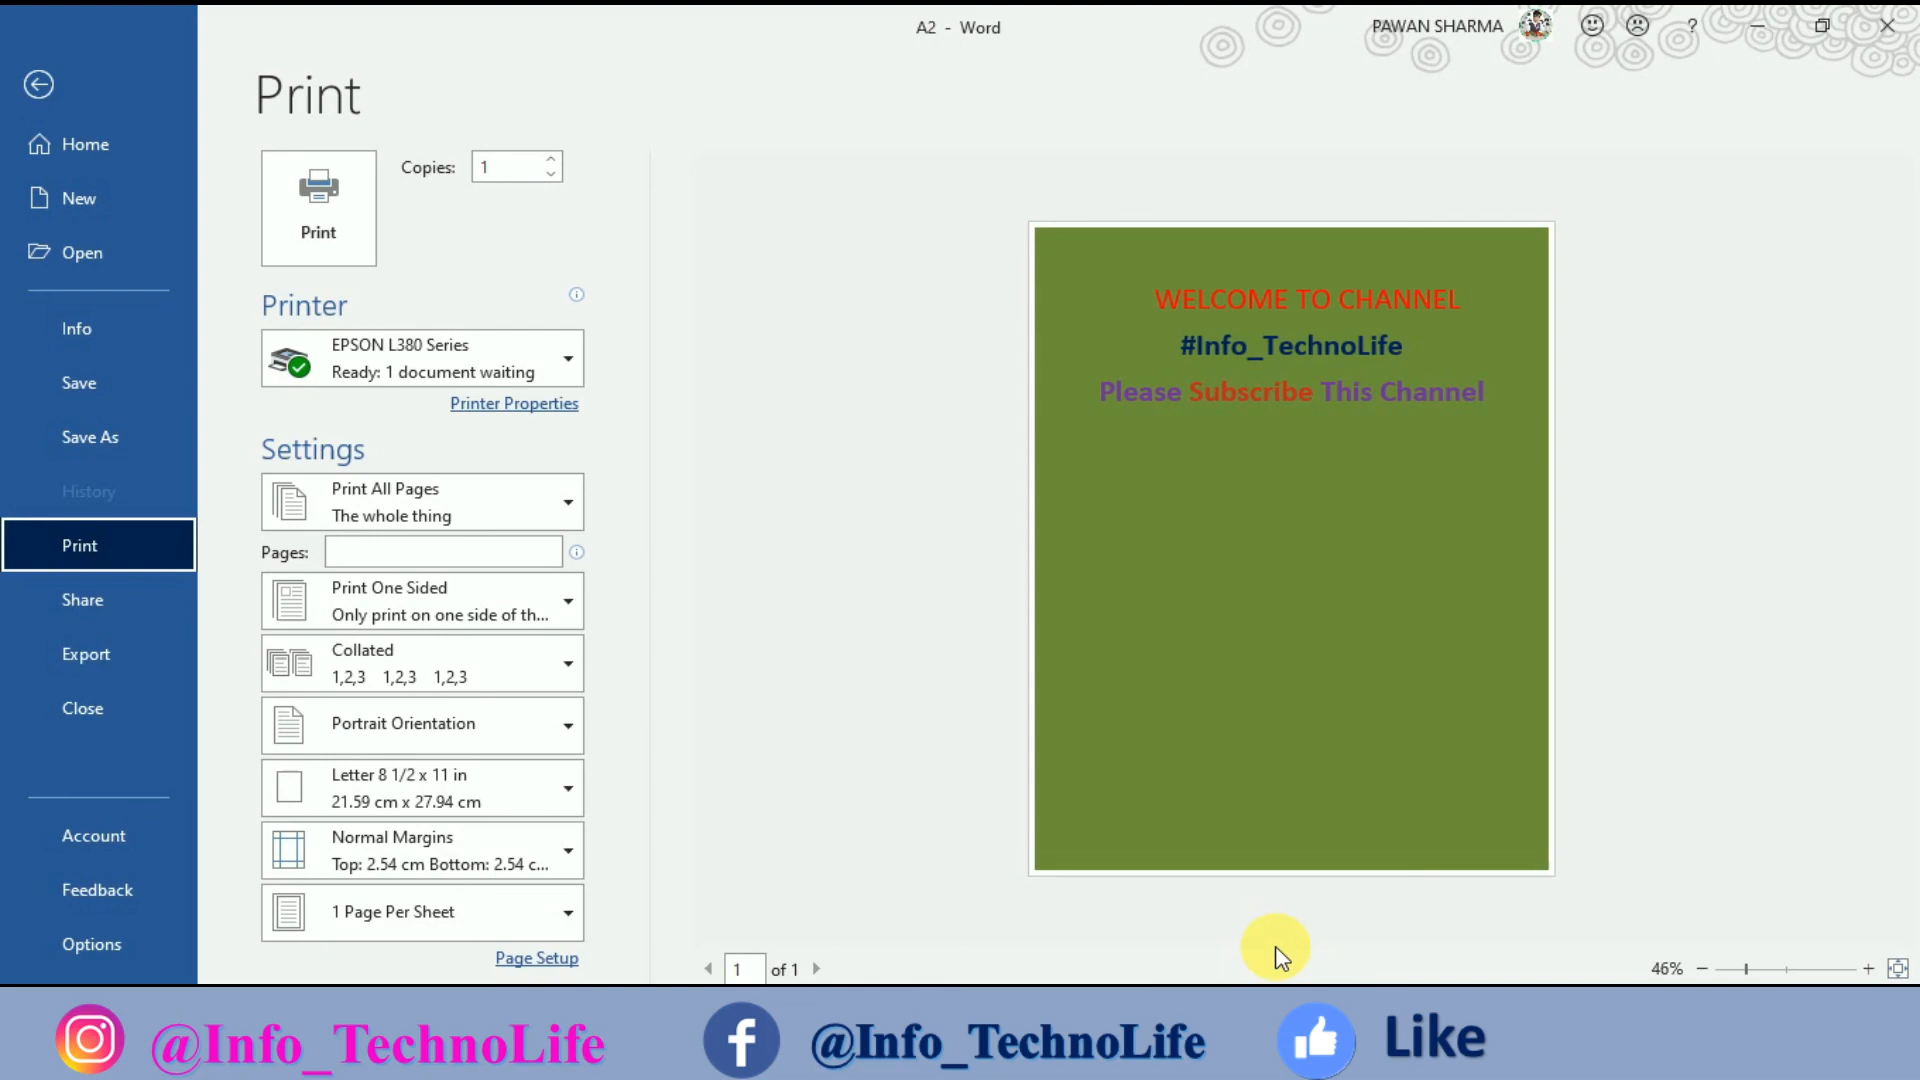 A2 - Word
PAWAN SHARMA
?
Print
Home
New
Open
Info
Save
Save As
History
Print
Share
Export
Close
Account
Feedback
Options
Print
Copies: 1
Printer
EPSON L380 Series
Ready: 1 document waiting
Printer Properties
Settings
Print All Pages
The whole thing
Pages:
Print One Sided
Only print on one side of th...
Collated
1,2,3 1,2,3 1,2,3
Portrait Orientation
Letter 8 1/2 x 11 in
21.59 cm x 27.94 cm
Normal Margins
Top: 2.54 cm Bottom: 2.54 c...
1 Page Per Sheet
Page Setup
WELCOME TO CHANNEL
#Info_TechnoLife
Please Subscribe This Channel
1 of 1
46%
@Info_TechnoLife
@Info_TechnoLife
Like